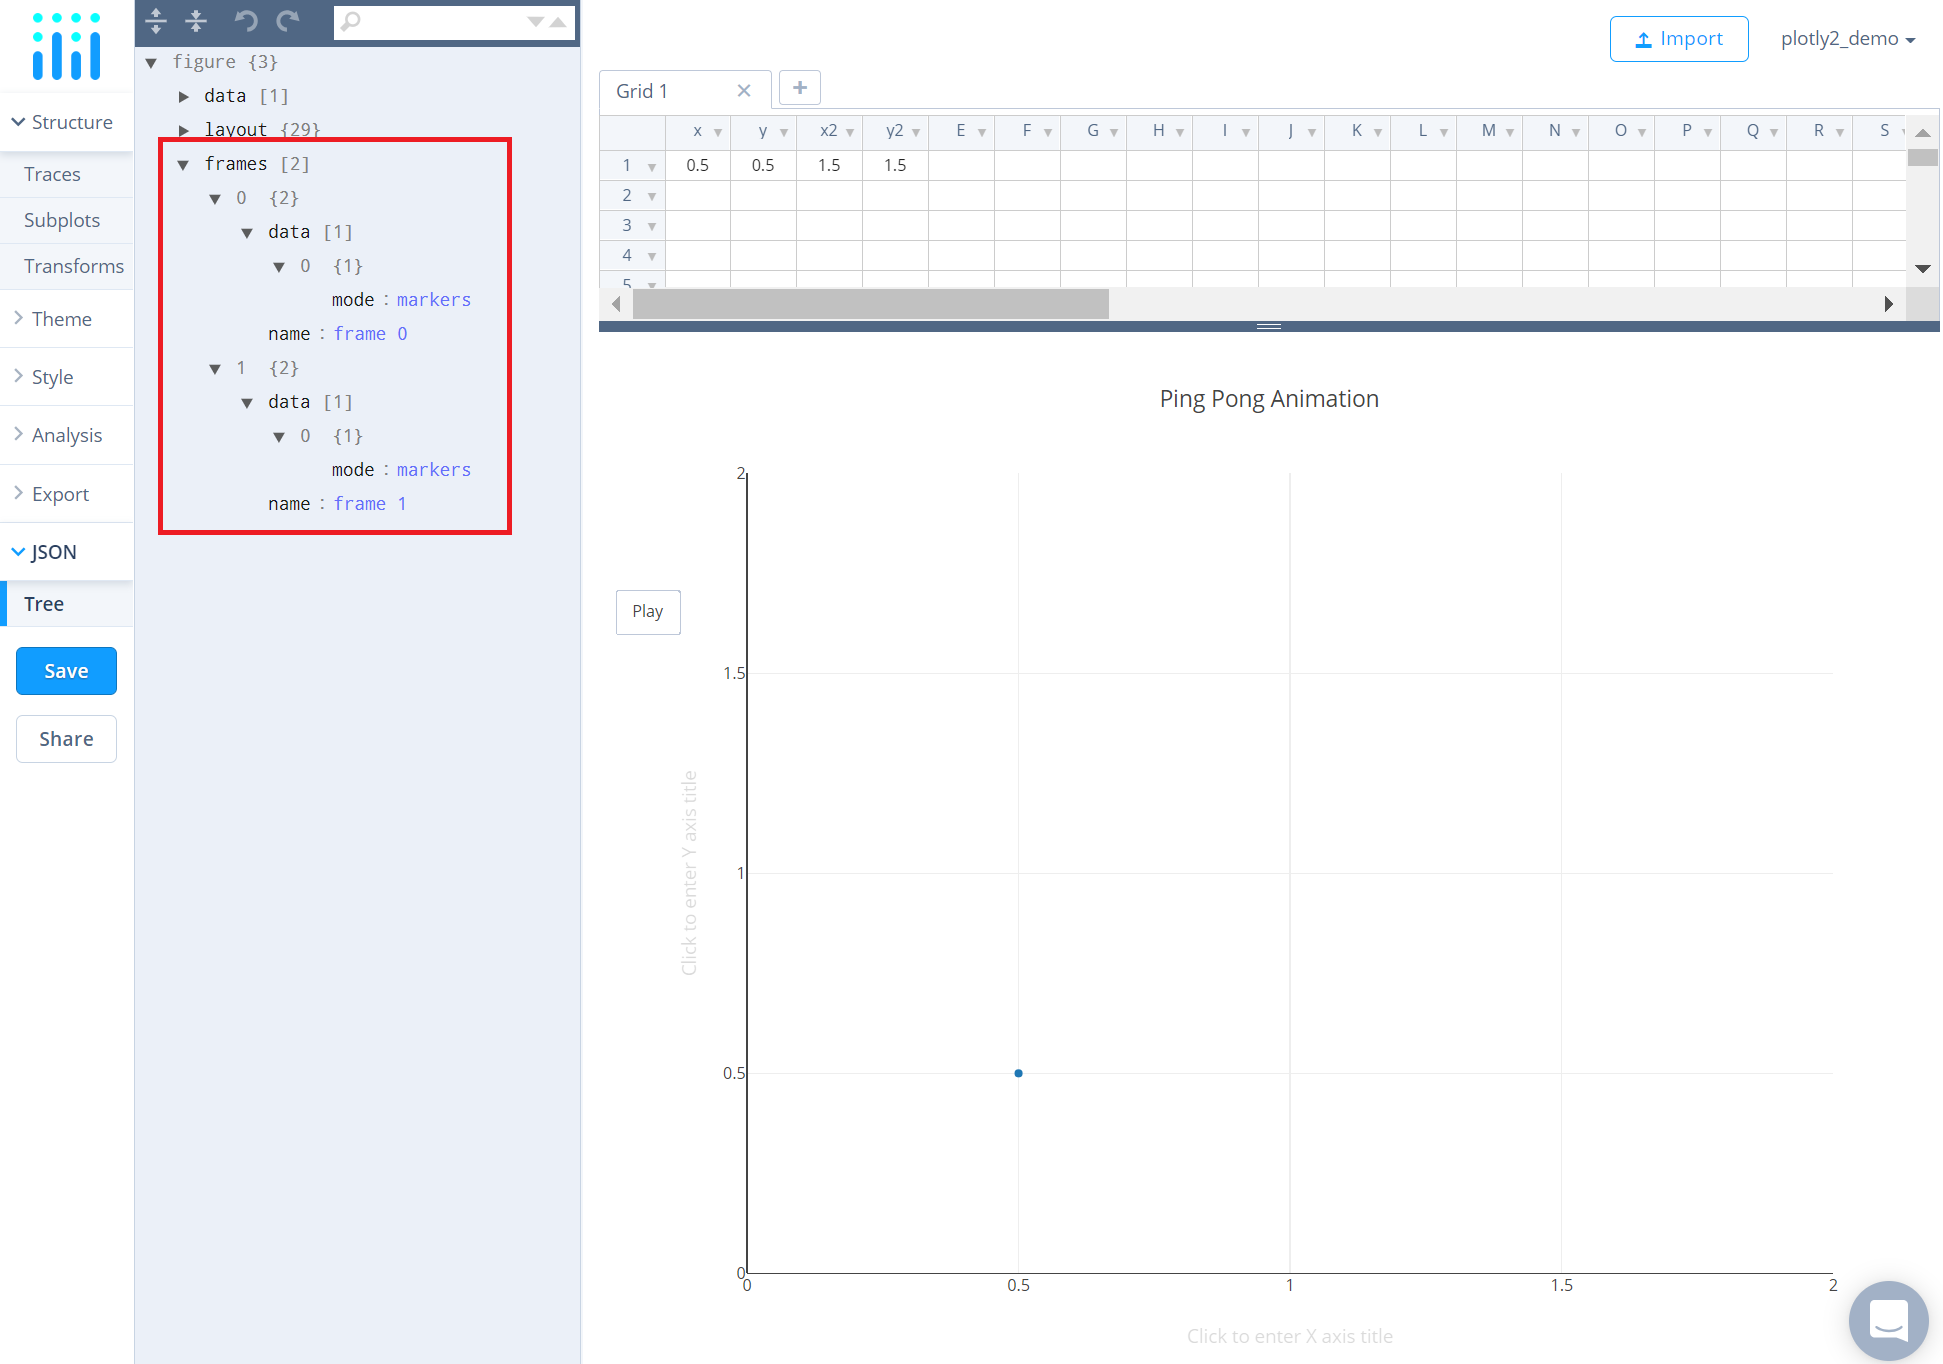 Structure
Traces
Subplots
Transforms
Theme
Style
Analysis
Export
JSON
Tree
Save
Share
figure {3}
data [1]
layout {29}
frames [2]
0 {2}
data [1]
0 {1}
mode : markers
name : frame 0
1 {2}
data [1]
0 {1}
mode : markers
name : frame 1
Import
plotly2_demo
Grid 1
+
x y x2 y2 E F G H I J K L M N O P Q R S
1 0.5 0.5 1.5 1.5
2
3
4
5
Ping Pong Animation
Play
2
1.5
1
0.5
0
Click to enter Y axis title
0 0.5 1 1.5 2
Click to enter X axis title